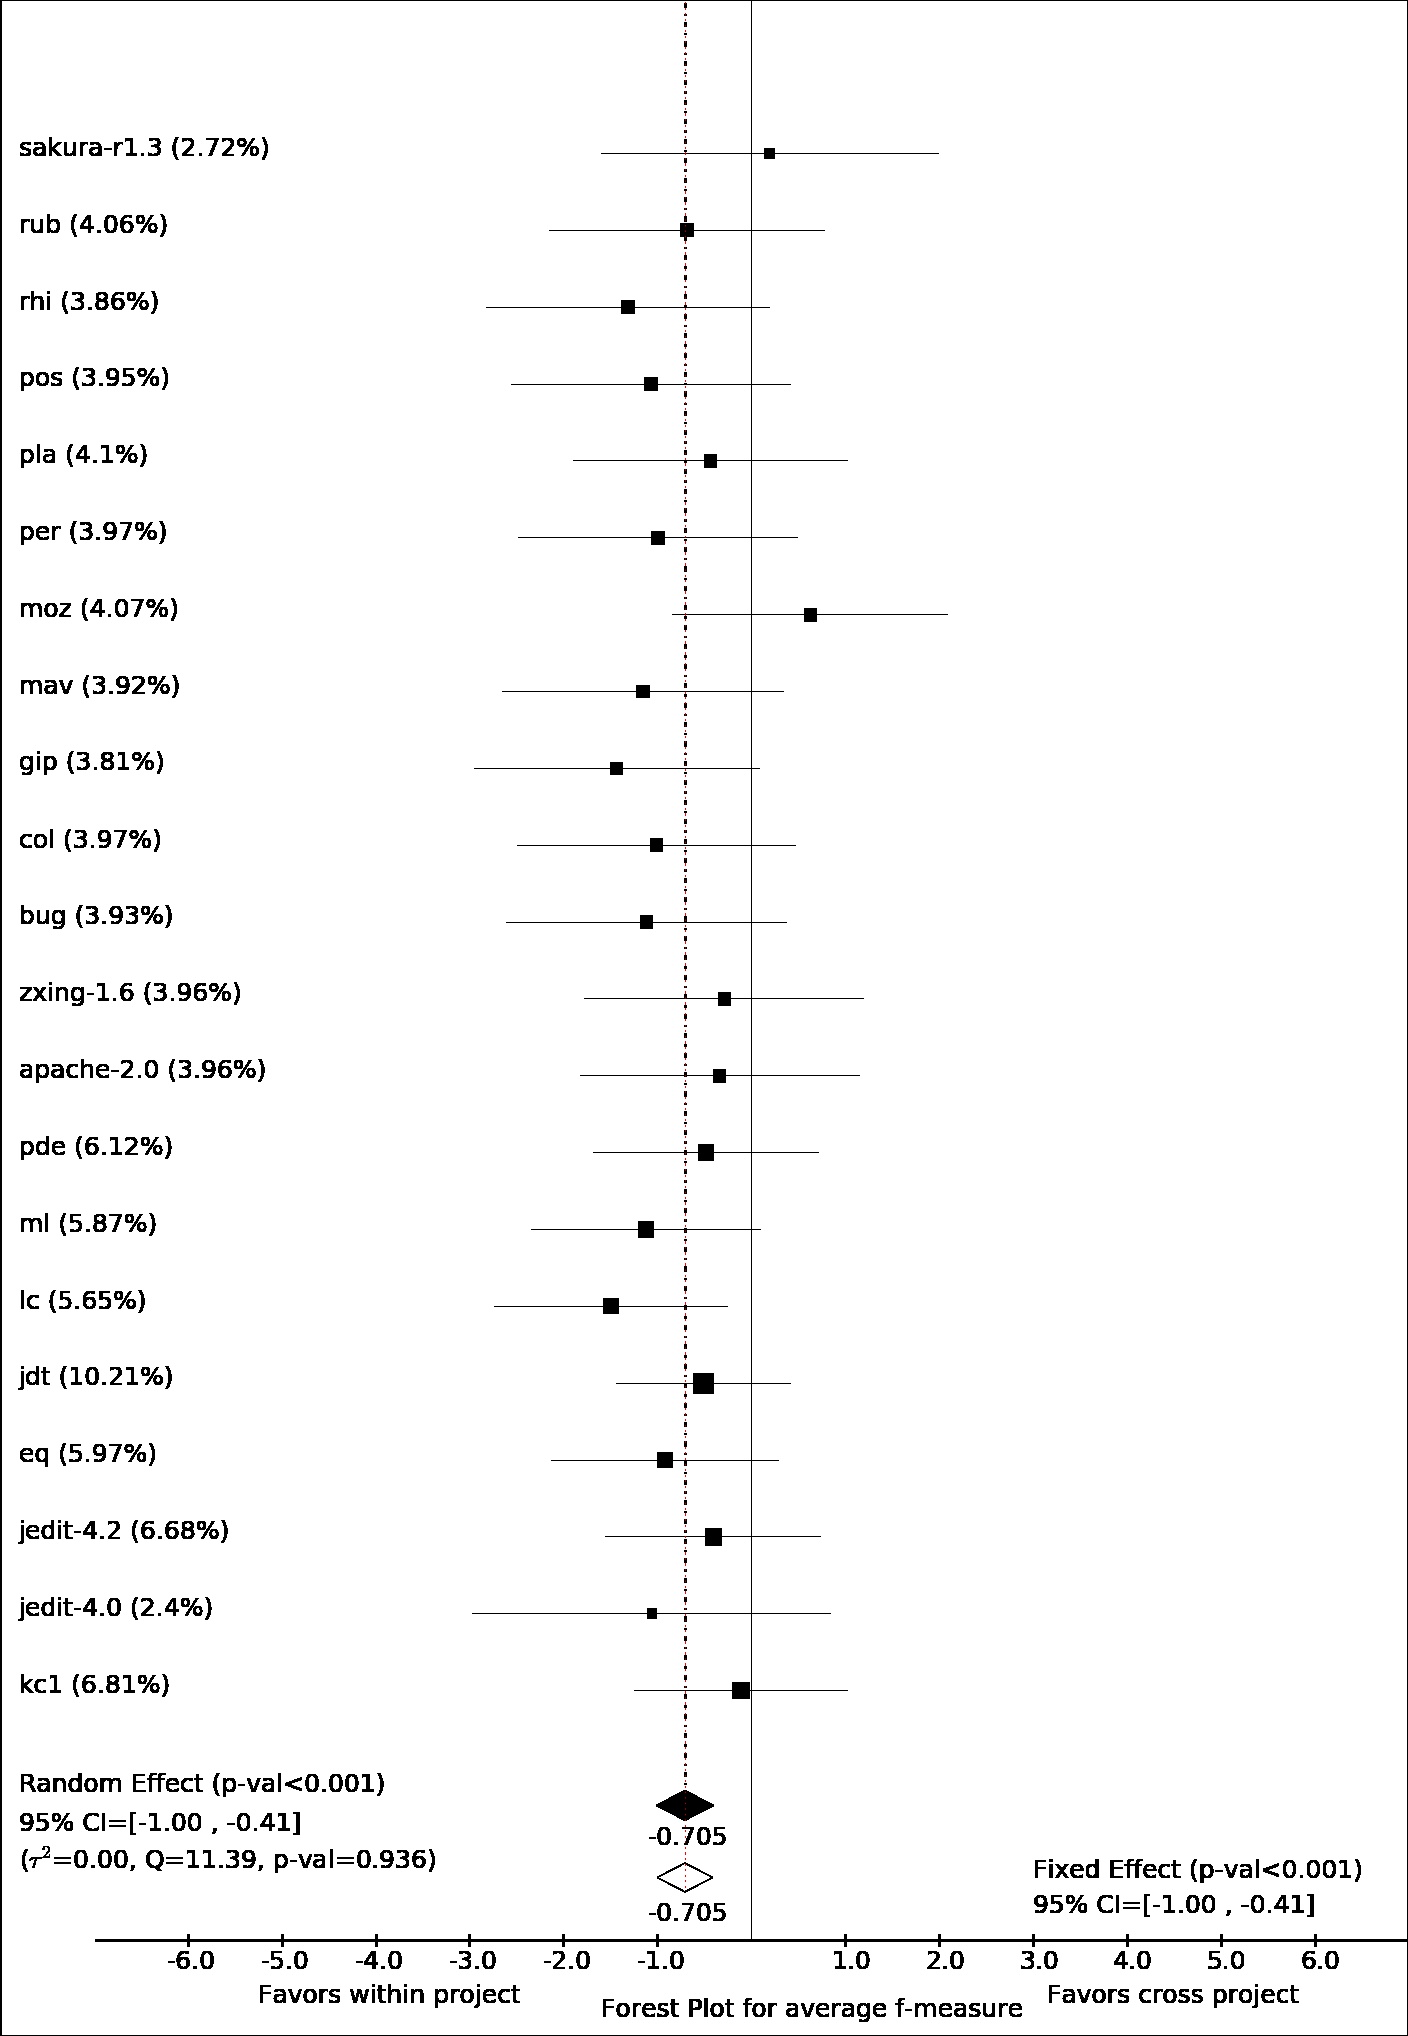 sakura-r1.3 (2.72%)
rub (4.06%)
rhi (3.86%)
pos (3.95%)
pla (4.1%)
per (3.97%)
moz (4.07%)
mav (3.92%)
gip (3.81%)
col (3.97%)
bug (3.93%)
zxing-1.6 (3.96%)
apache-2.0 (3.96%)
pde (6.12%)
ml (5.87%)
lc (5.65%)
jdt (10.21%)
eq (5.97%)
jedit-4.2 (6.68%)
jedit-4.0 (2.4%)
kc1 (6.81%)
Random Effect (p-val<0.001)
95% CI=[-1.00 , -0.41]
(τ²=0.00, Q=11.39, p-val=0.936)
-0.705
-0.705
Fixed Effect (p-val<0.001)
95% CI=[-1.00 , -0.41]
-6.0 -5.0 -4.0 -3.0 -2.0 -1.0 1.0 2.0 3.0 4.0 5.0 6.0
Favors within project
Forest Plot for average f-measure
Favors cross project